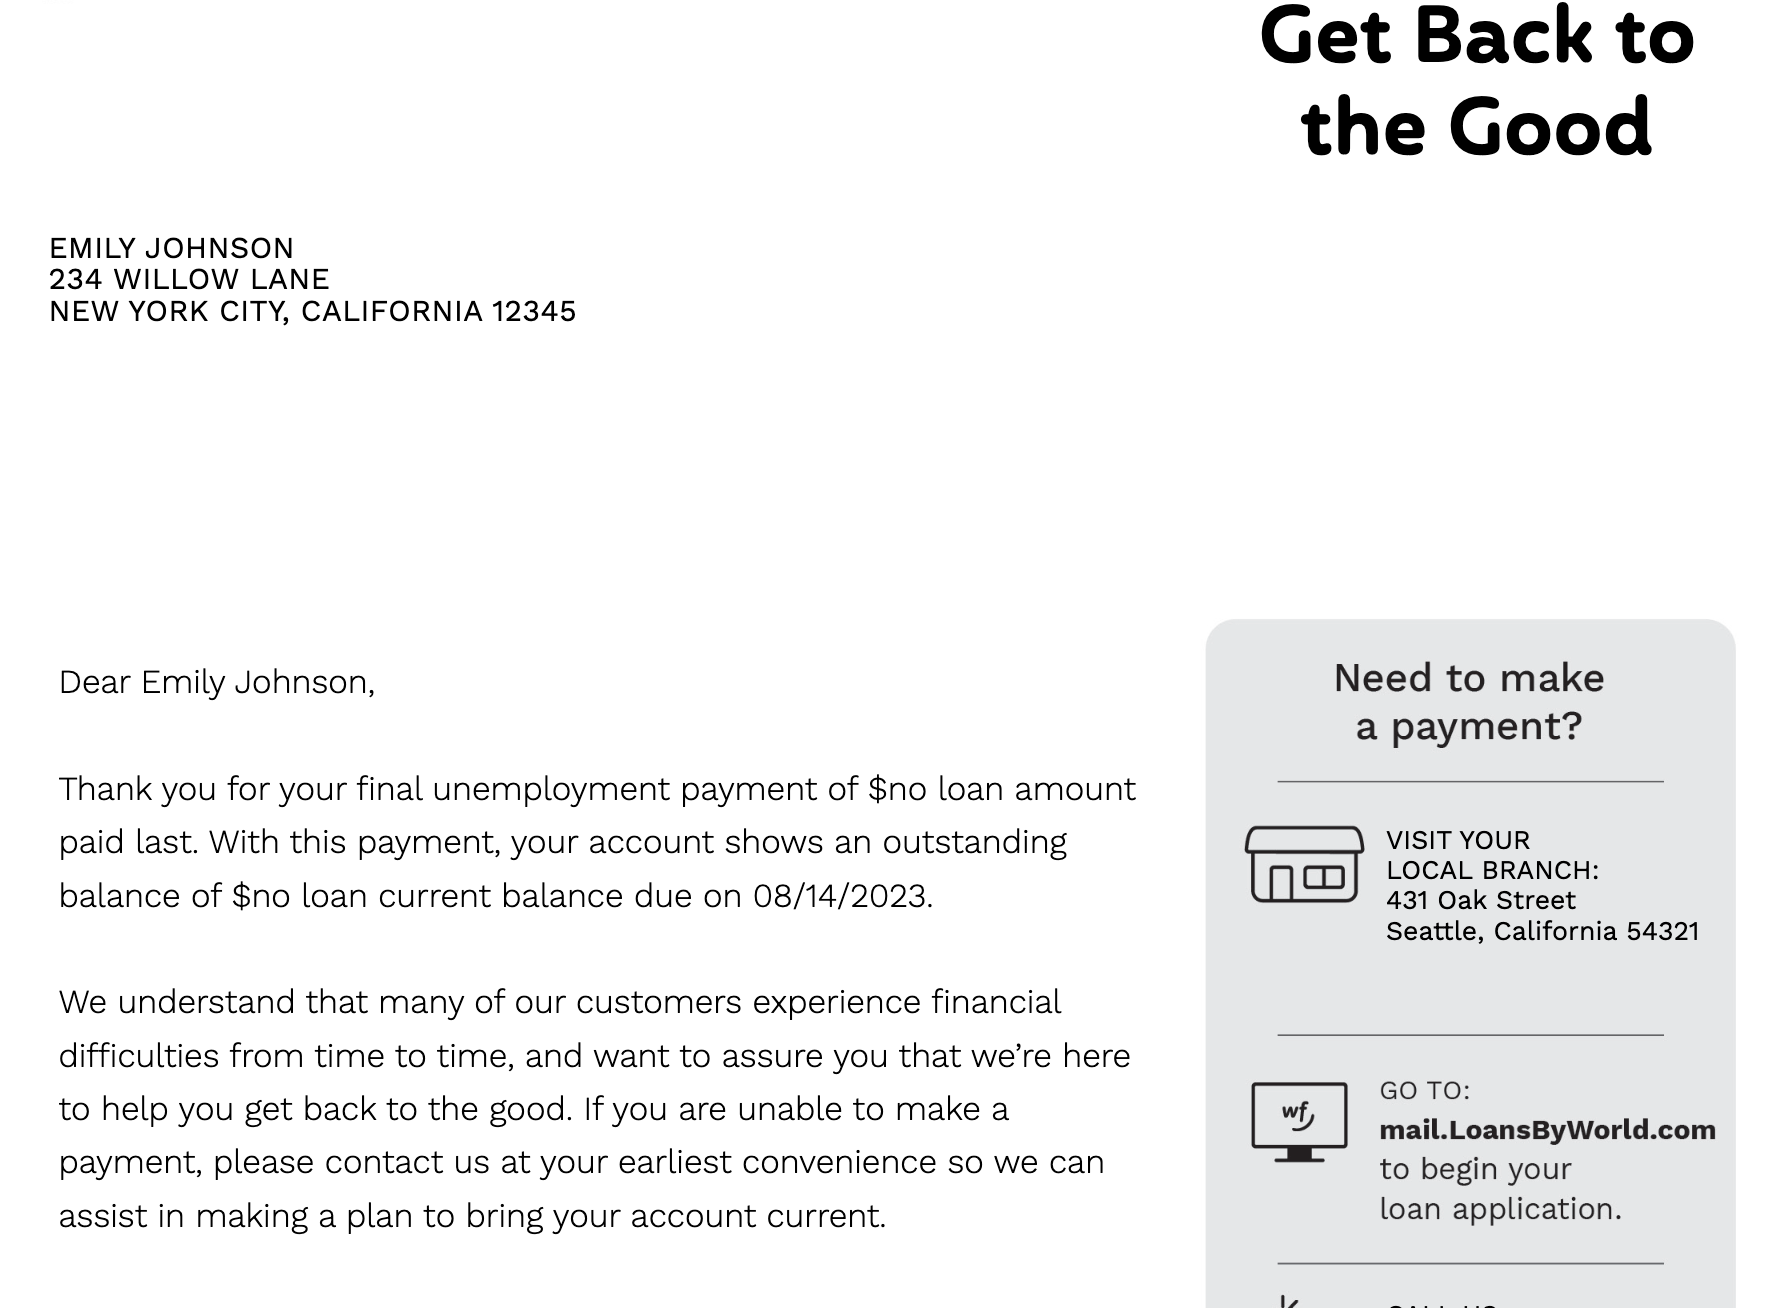 Get Back to
the Good
EMILY JOHNSON
234 WILLOW LANE
NEW YORK CITY, CALIFORNIA 12345
Dear Emily Johnson,
Thank you for your final unemployment payment of $no loan amount
paid last. With this payment, your account shows an outstanding
balance of $no loan current balance due on 08/14/2023.
We understand that many of our customers experience financial
difficulties from time to time, and want to assure you that we’re here
to help you get back to the good. If you are unable to make a
payment, please contact us at your earliest convenience so we can
assist in making a plan to bring your account current.
Need to make
a payment?
VISIT YOUR
LOCAL BRANCH:
431 Oak Street
Seattle, California 54321
wf
GO TO:
mail.LoansByWorld.com
to begin your
loan application.